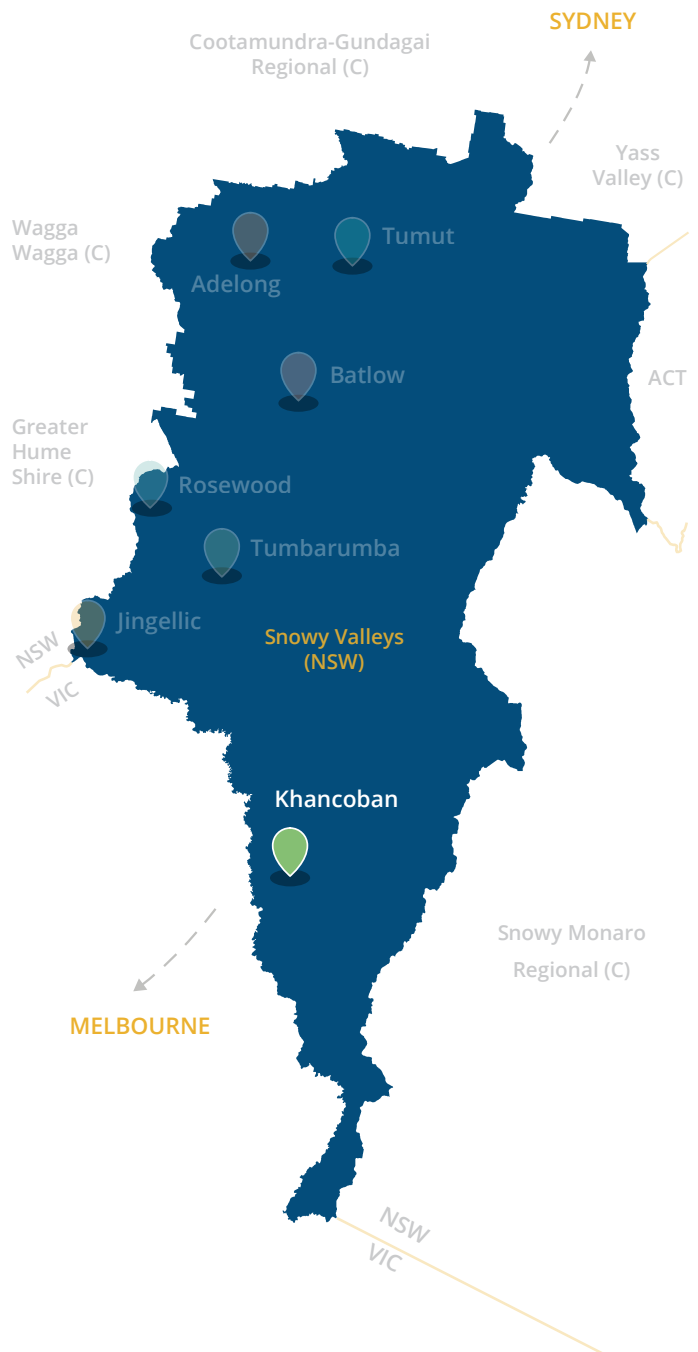 SYDNEY
Cootamundra-Gundagai
Regional (C)
Yass
Valley (C)
Wagga
Wagga (C)
Tumut
Adelong
Batlow
ACT
Greater
Hume
Shire (C)
Rosewood
Tumbarumba
Jingellic
Snowy Valleys
(NSW)
NSW
VIC
Khancoban
Snowy Monaro
Regional (C)
MELBOURNE
NSW
VIC